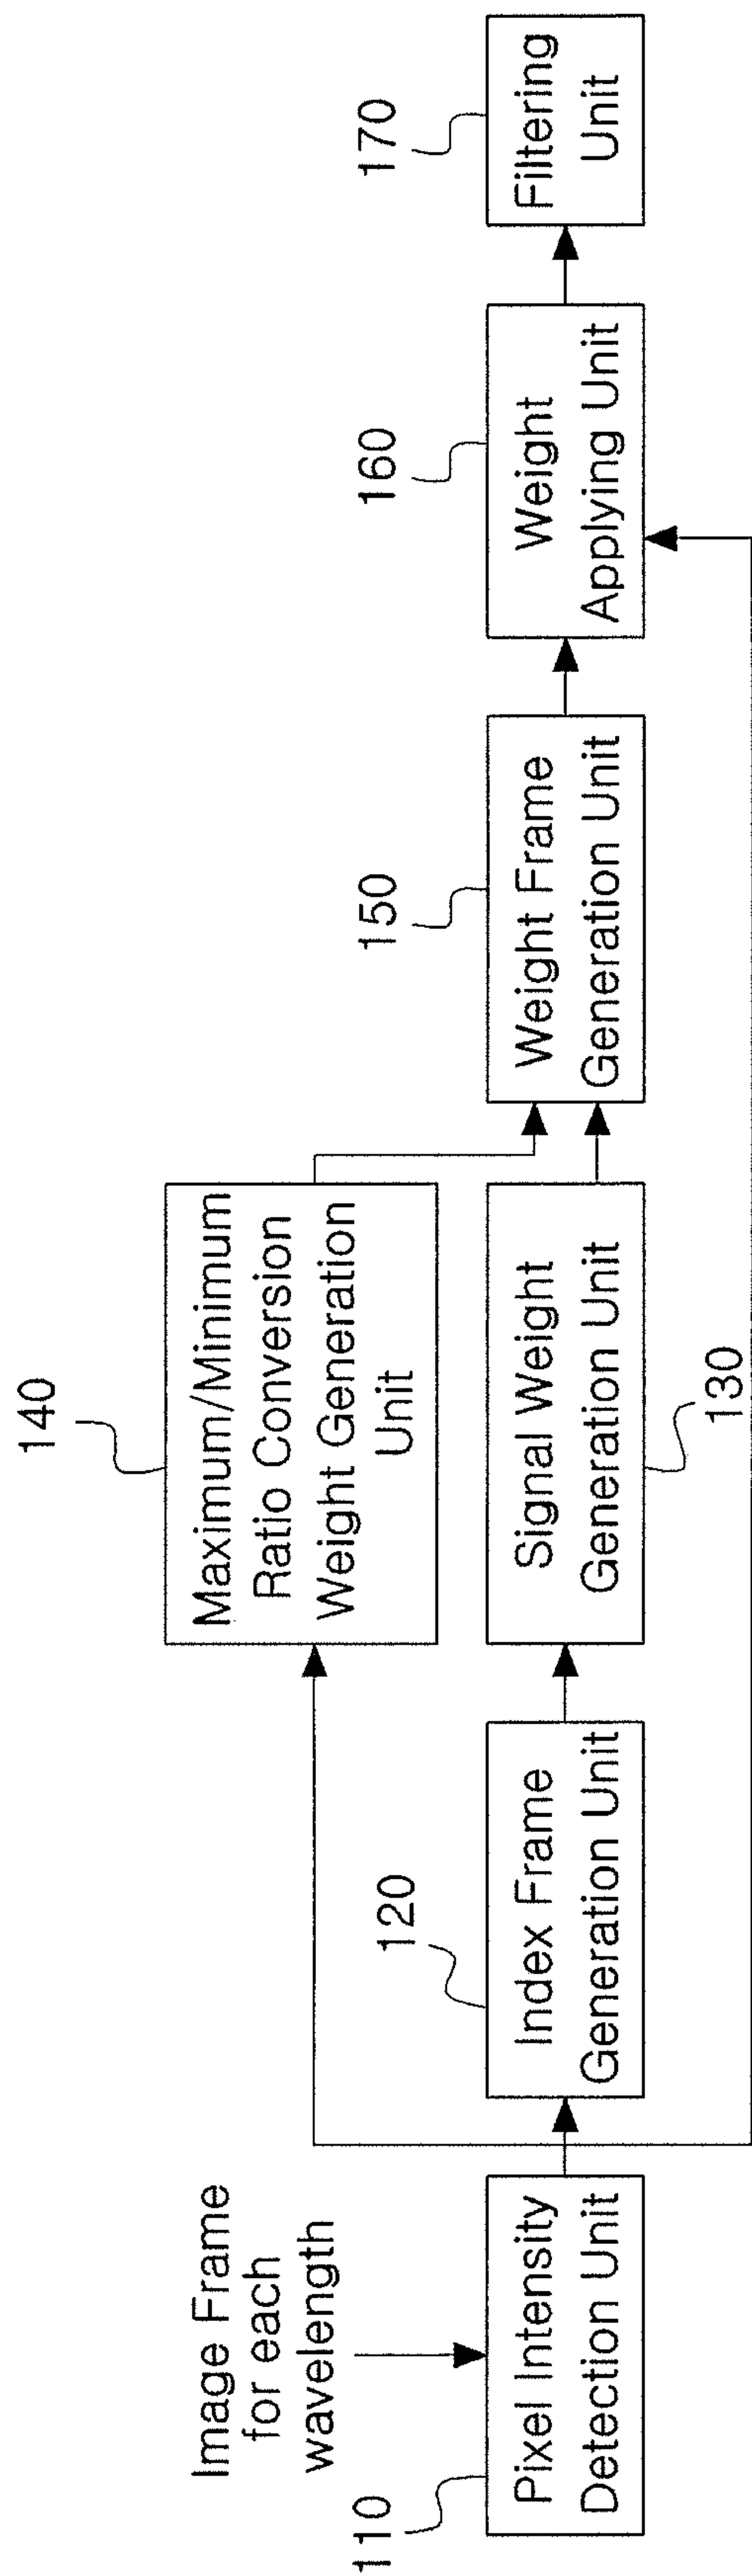 Image Frame
for each
wavelength
110
Pixel Intensity
Detection Unit
120
Index Frame
Generation Unit
140
Maximum/Minimum
Ratio Conversion
Weight Generation
Unit
Signal Weight
Generation Unit
130
150
Weight Frame
Generation Unit
160
Weight
Applying Unit
170
Filtering
Unit